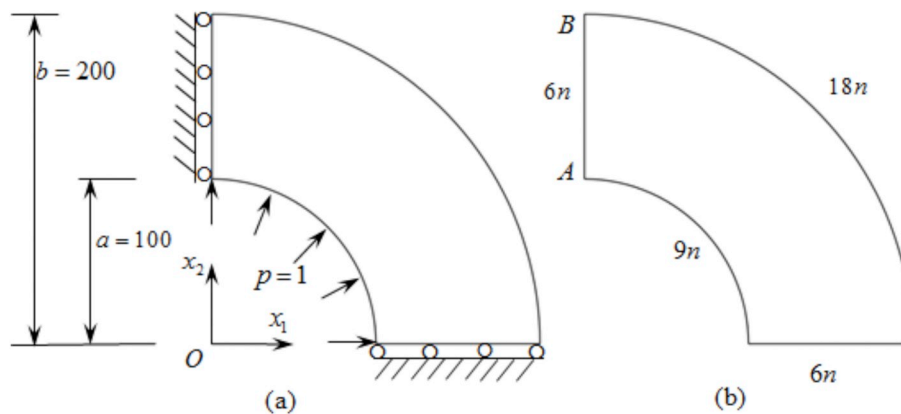 b = 200
a = 100
x₂
p = 1
x₁
O
(a)
B
6n
18n
A
9n
6n
(b)